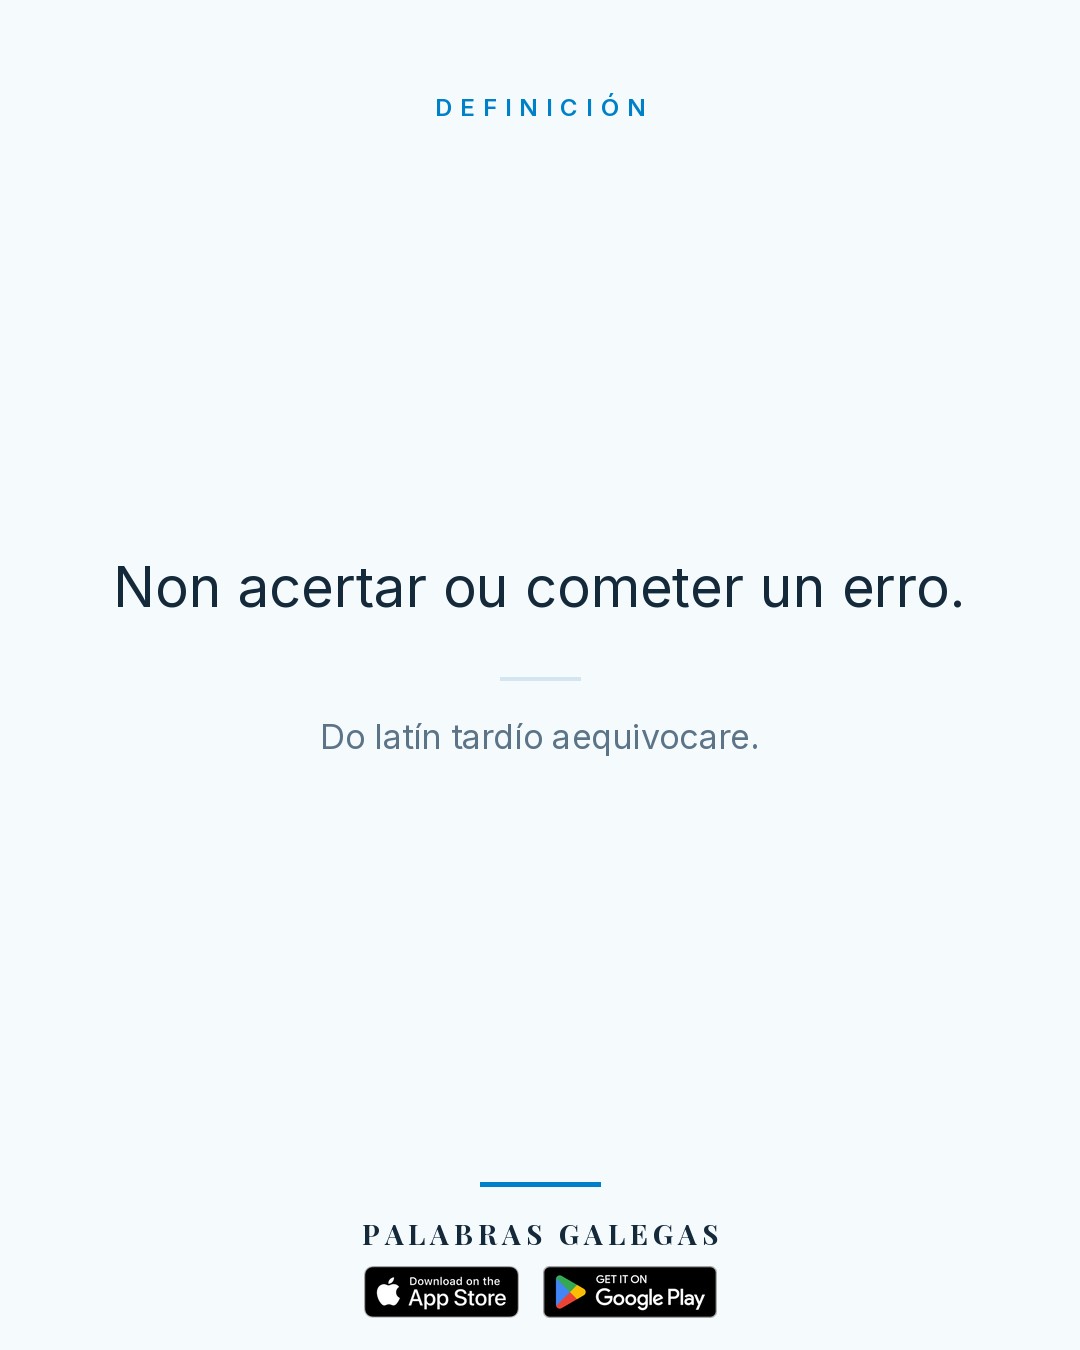 DEFINICIÓN
Non acertar ou cometer un erro.
Do latín tardío aequivocare.
PALABRAS GALEGAS
Download on the
App Store
GET IT ON
Google Play